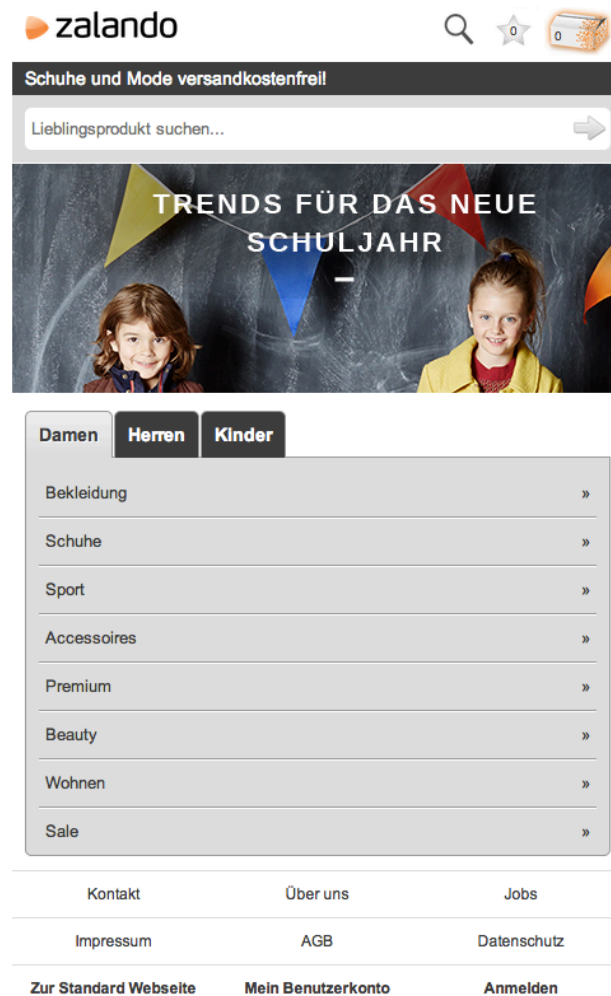 zalando
0
0
Schuhe und Mode versandkostenfrei!
Lieblingsprodukt suchen...
TRENDS FÜR DAS NEUE
SCHULJAHR
Damen Herren Kinder
Bekleidung »
Schuhe »
Sport »
Accessoires »
Premium »
Beauty »
Wohnen »
Sale »
Kontakt Über uns Jobs
Impressum AGB Datenschutz
Zur Standard Webseite Mein Benutzerkonto Anmelden